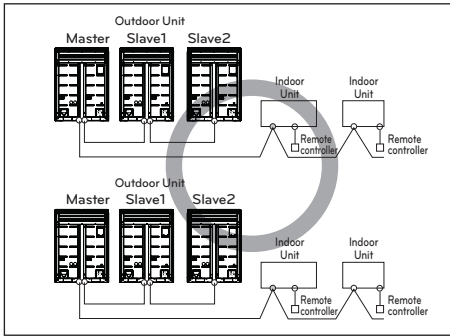 Outdoor Unit
Master Slave1 Slave2
Indoor Unit
Indoor Unit
Remote controller
Remote controller
Outdoor Unit
Master Slave1 Slave2
Indoor Unit
Indoor Unit
Remote controller
Remote controller